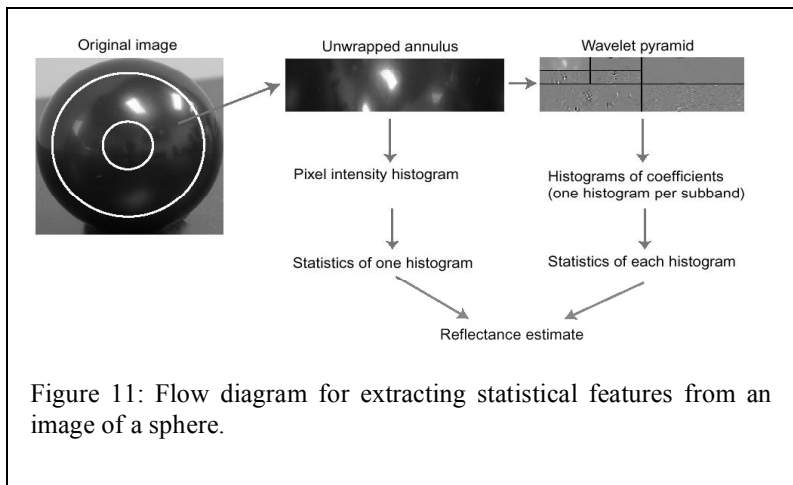 Original image
Unwrapped annulus
Wavelet pyramid
Pixel intensity histogram
Histograms of coefficients
(one histogram per subband)
Statistics of one histogram
Statistics of each histogram
Reflectance estimate
Figure 11: Flow diagram for extracting statistical features from an
image of a sphere.